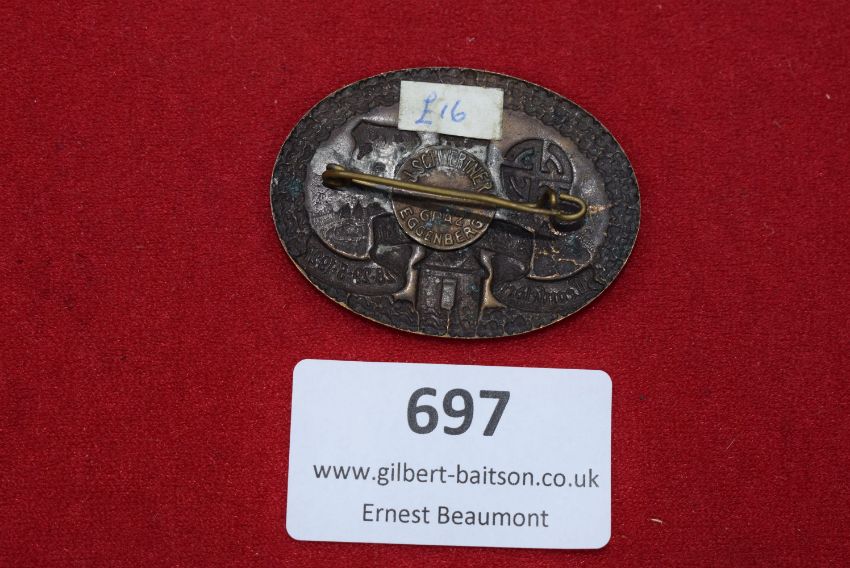 £16
J. SCHWERTNER
GRAZ
EGGENBERG
697
www.gilbert-baitson.co.uk
Ernest Beaumont